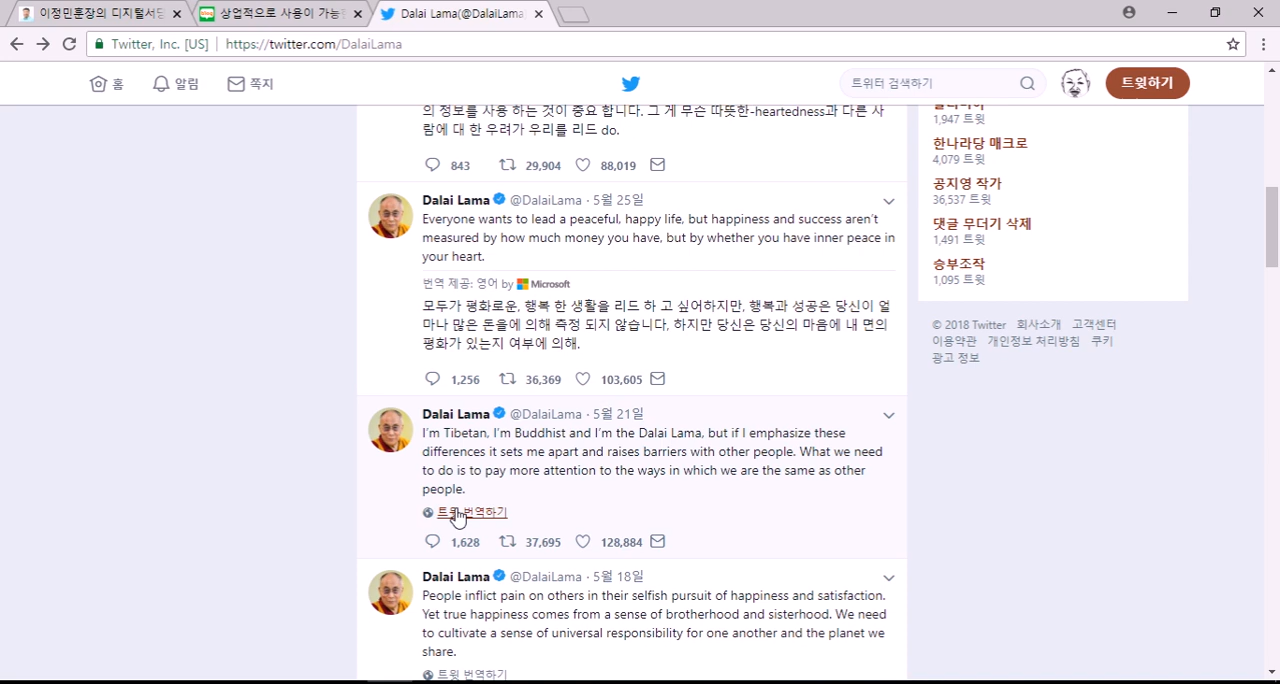 이정민훈장의 디지털서당
상업적으로 사용이 가능한
Dalai Lama(@DalaiLama
Twitter, Inc. [US] https://twitter.com/DalaiLama
홈 알림 쪽지
트위터 검색하기
트윗하기
의 정보를 사용 하는 것이 중요 합니다. 그 게 무슨 따뜻한-heartedness과 다른 사
람에 대 한 우려가 우리를 리드 do.
843 29,904 88,019
Dalai Lama @DalaiLama · 5월 25일
Everyone wants to lead a peaceful, happy life, but happiness and success aren't
measured by how much money you have, but by whether you have inner peace in
your heart.
번역 제공: 영어 by Microsoft
모두가 평화로운, 행복 한 생활을 리드 하 고 싶어하지만, 행복과 성공은 당신이 얼
마나 많은 돈을에 의해 측정 되지 않습니다, 하지만 당신은 당신의 마음에 내 면의
평화가 있는지 여부에 의해.
1,256 36,369 103,605
Dalai Lama @DalaiLama · 5월 21일
I'm Tibetan, I'm Buddhist and I'm the Dalai Lama, but if I emphasize these
differences it sets me apart and raises barriers with other people. What we need
to do is to pay more attention to the ways in which we are the same as other
people.
트윗 번역하기
1,628 37,695 128,884
Dalai Lama @DalaiLama · 5월 18일
People inflict pain on others in their selfish pursuit of happiness and satisfaction.
Yet true happiness comes from a sense of brotherhood and sisterhood. We need
to cultivate a sense of universal responsibility for one another and the planet we
share.
트윗 번역하기
1,947 트윗
한나라당 매크로
4,079 트윗
공지영 작가
36,537 트윗
댓글 무더기 삭제
1,491 트윗
승부조작
1,095 트윗
© 2018 Twitter 회사소개 고객센터
이용약관 개인정보 처리방침 쿠키
광고 정보